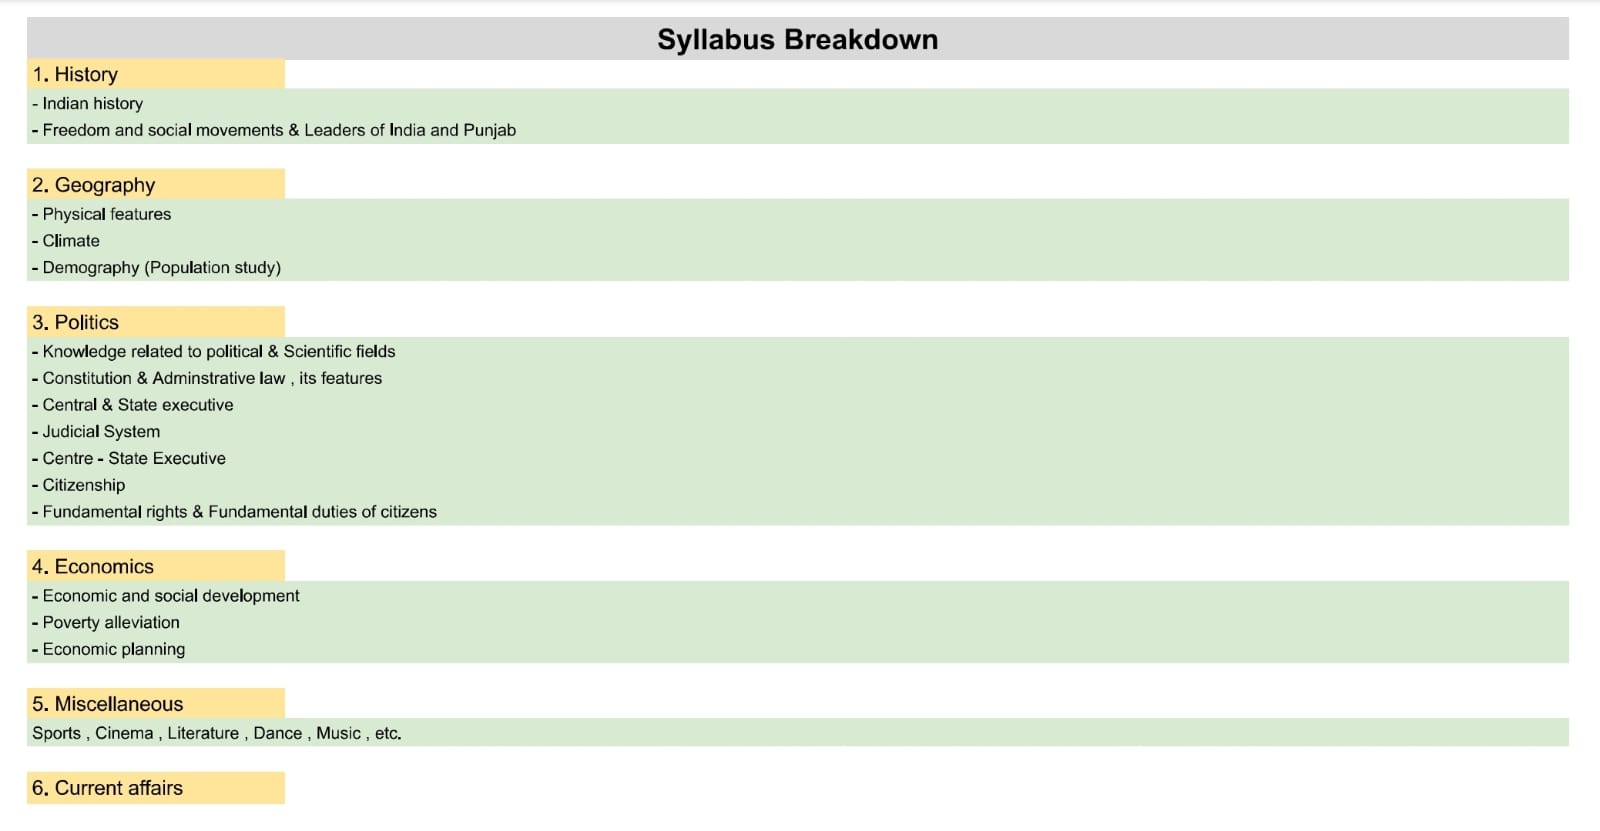 Syllabus Breakdown
1. History
- Indian history
- Freedom and social movements & Leaders of India and Punjab
2. Geography
- Physical features
- Climate
- Demography (Population study)
3. Politics
- Knowledge related to political & Scientific fields
- Constitution & Adminstrative law , its features
- Central & State executive
- Judicial System
- Centre - State Executive
- Citizenship
- Fundamental rights & Fundamental duties of citizens
4. Economics
- Economic and social development
- Poverty alleviation
- Economic planning
5. Miscellaneous
Sports , Cinema , Literature , Dance , Music , etc.
6. Current affairs